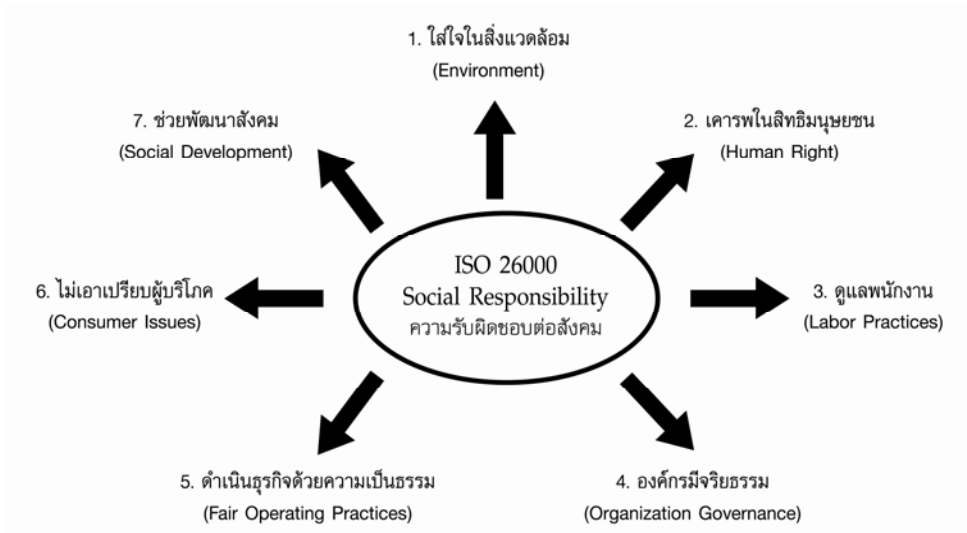 1. ใส่ใจในสิ่งแวดล้อม
(Environment)
2. เคารพในสิทธิมนุษยชน
(Human Right)
3. ดูแลพนักงาน
(Labor Practices)
4. องค์กรมีจริยธรรม
(Organization Governance)
5. ดำเนินธุรกิจด้วยความเป็นธรรม
(Fair Operating Practices)
6. ไม่เอาเปรียบผู้บริโภค
(Consumer Issues)
7. ช่วยพัฒนาสังคม
(Social Development)
ISO 26000
Social Responsibility
ความรับผิดชอบต่อสังคม